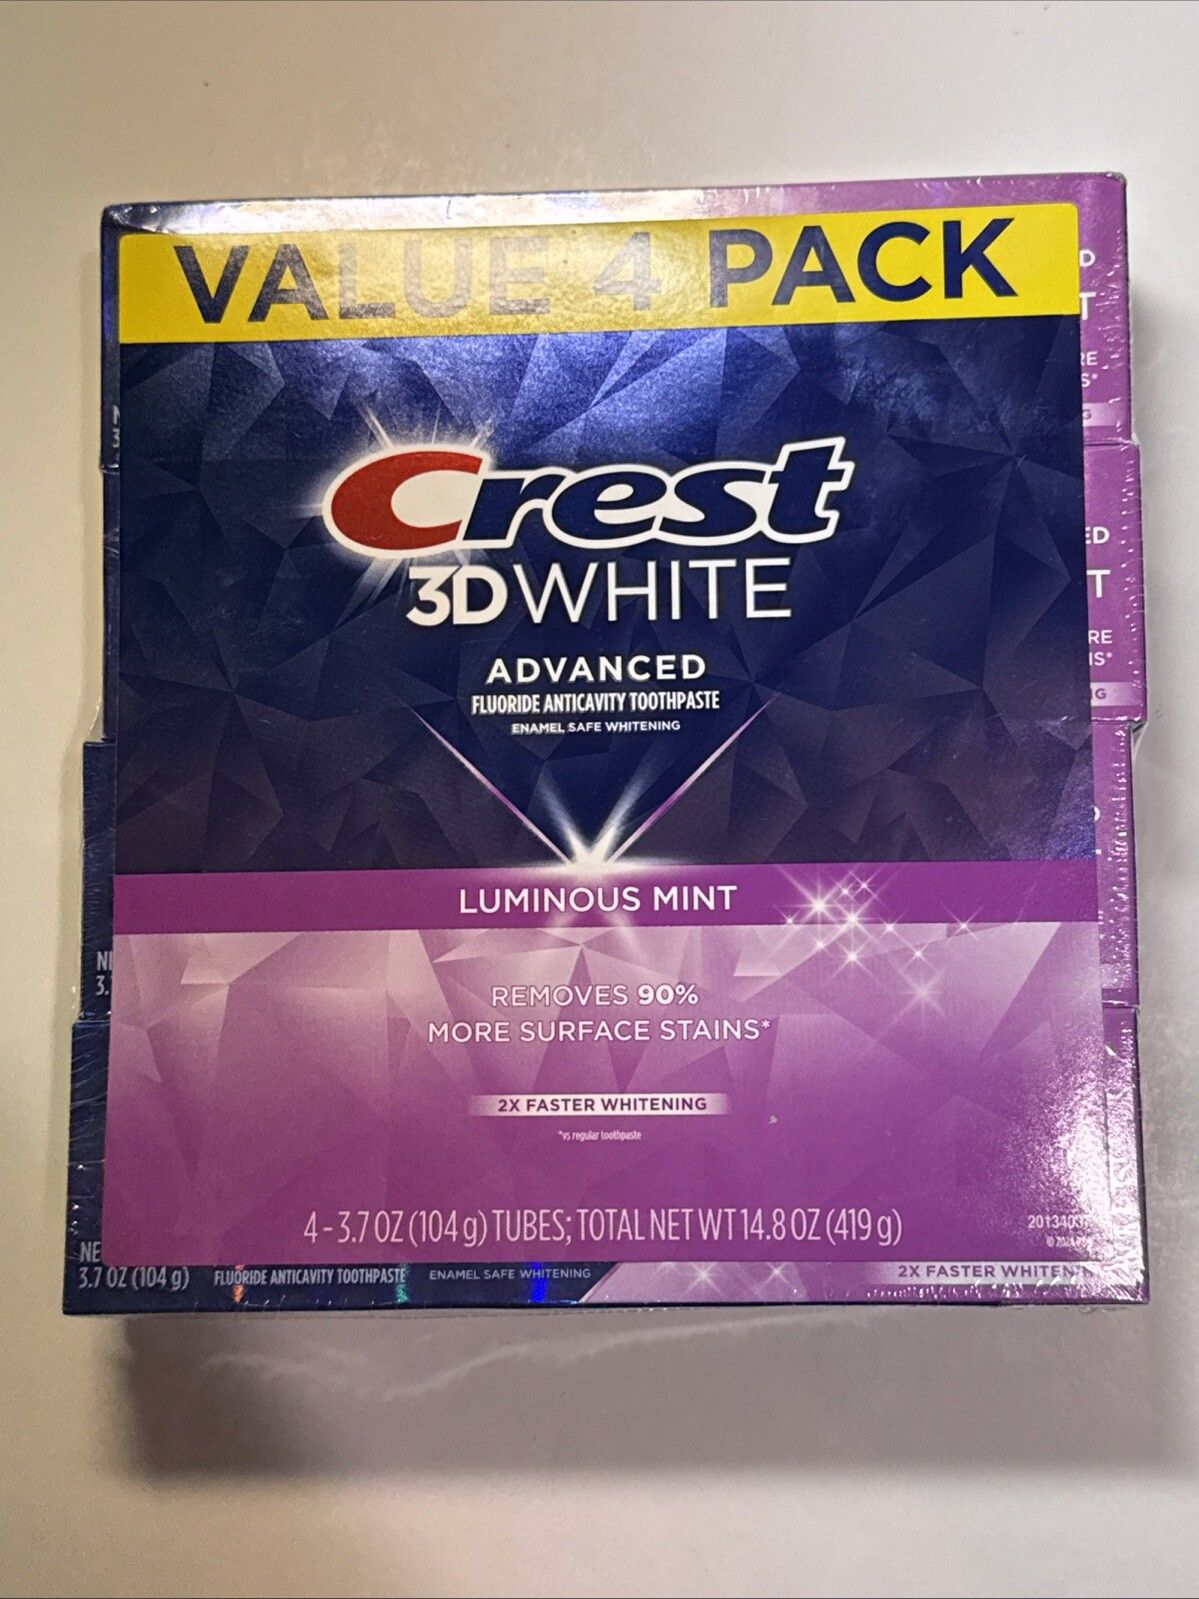 VALUE 4 PACK
Crest
3D WHITE
ADVANCED
FLUORIDE ANTICAVITY TOOTHPASTE
ENAMEL SAFE WHITENING
LUMINOUS MINT
REMOVES 90%
MORE SURFACE STAINS*
2X FASTER WHITENING
*vs regular toothpaste
4 - 3.7 OZ (104 g) TUBES; TOTAL NET WT 14.8 OZ (419 g)
3.7 OZ (104 g) FLUORIDE ANTICAVITY TOOTHPASTE ENAMEL SAFE WHITENING 2X FASTER